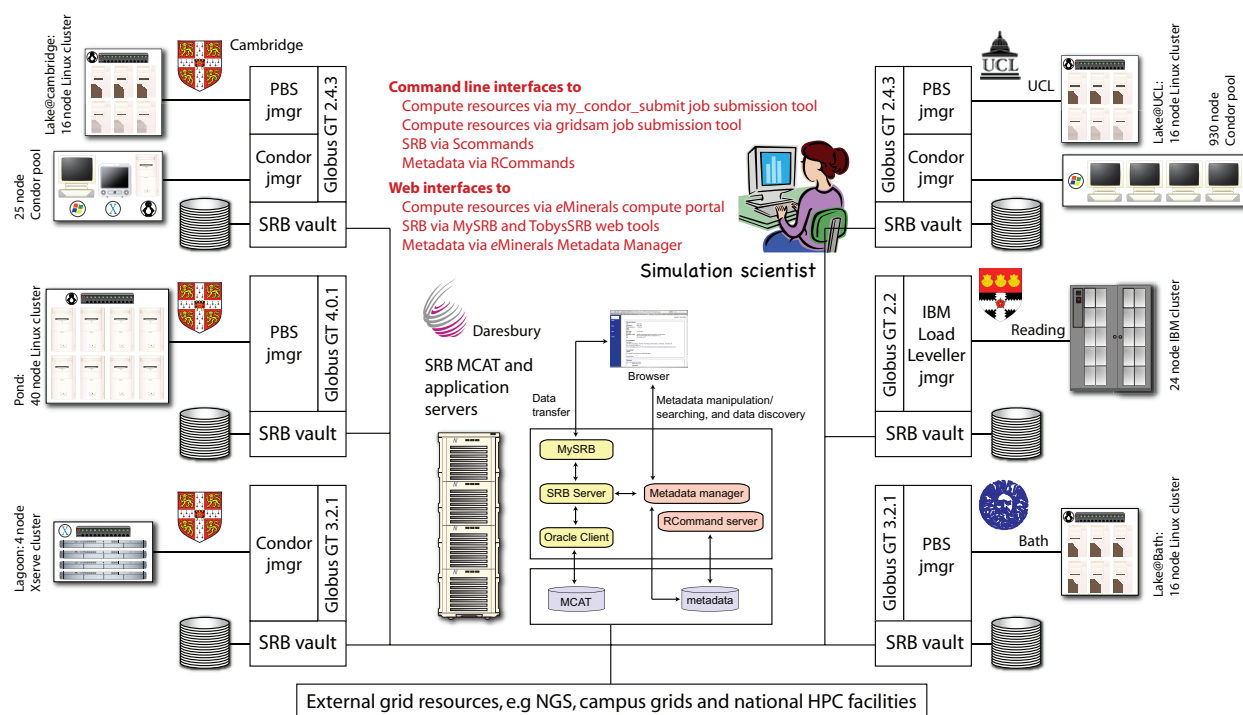 Lake@cambridge:
16 node Linux cluster
Cambridge
PBS
jmgr
Condor
jmgr
Globus GT 2.4.3
25 node
Condor pool
SRB vault
Command line interfaces to
Compute resources via my_condor_submit job submission tool
Compute resources via gridsam job submission tool
SRB via Scommands
Metadata via RCommands
Web interfaces to
Compute resources via eMinerals compute portal
SRB via MySRB and TobysSRB web tools
Metadata via eMinerals Metadata Manager
Simulation scientist
Globus GT 2.4.3
PBS
jmgr
Condor
jmgr
SRB vault
UCL
UCL
Lake@UCL:
16 node Linux cluster
930 node
Condor pool
Pond:
40 node Linux cluster
PBS
jmgr
Globus GT 4.0.1
SRB vault
Daresbury
SRB MCAT and
application
servers
Browser
Data
transfer
Metadata manipulation/
searching, and data discovery
MySRB
SRB Server
Metadata manager
RCommand server
Oracle Client
MCAT
metadata
Globus GT 2.2
IBM
Load
Leveller
jmgr
SRB vault
Reading
24 node IBM cluster
Lagoon: 4 node
Xserve cluster
Condor
jmgr
Globus GT 3.2.1
SRB vault
Globus GT 3.2.1
PBS
jmgr
SRB vault
Bath
Lake@Bath:
16 node Linux cluster
External grid resources, e.g NGS, campus grids and national HPC facilities